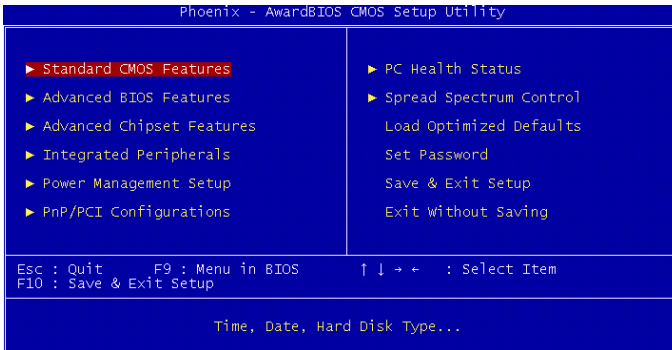 Phoenix - AwardBIOS CMOS Setup Utility
► Standard CMOS Features
► Advanced BIOS Features
► Advanced Chipset Features
► Integrated Peripherals
► Power Management Setup
► PnP/PCI Configurations
► PC Health Status
► Spread Spectrum Control
Load Optimized Defaults
Set Password
Save & Exit Setup
Exit Without Saving
Esc : Quit F9 : Menu in BIOS ↑ ↓ → ← : Select Item
F10 : Save & Exit Setup
Time, Date, Hard Disk Type...